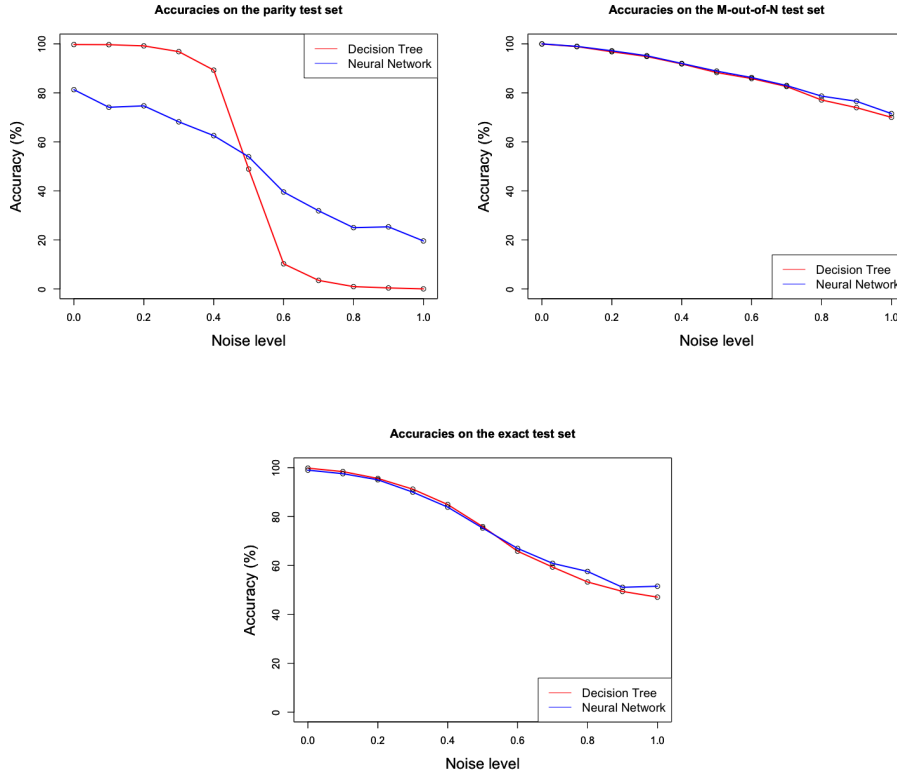 Accuracies on the parity test set
100
80
60
40
20
0
Accuracy (%)
Decision Tree
Neural Network
0.0 0.2 0.4 0.6 0.8 1.0
Noise level
Accuracies on the M-out-of-N test set
100
80
60
40
20
0
Accuracy (%)
Decision Tree
Neural Network
0.0 0.2 0.4 0.6 0.8 1.0
Noise level
Accuracies on the exact test set
100
80
60
40
20
0
Accuracy (%)
Decision Tree
Neural Network
0.0 0.2 0.4 0.6 0.8 1.0
Noise level